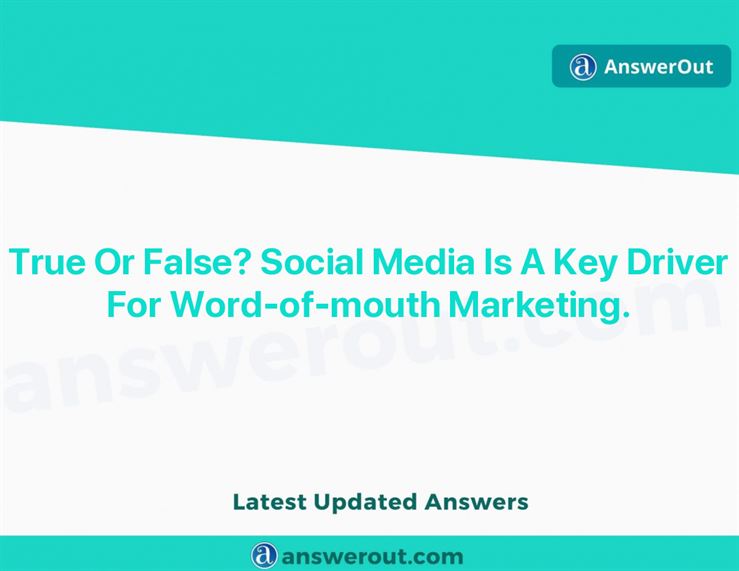 AnswerOut
True Or False? Social Media Is A Key Driver
For Word-of-mouth Marketing.
answerout.com
Latest Updated Answers
answerout.com